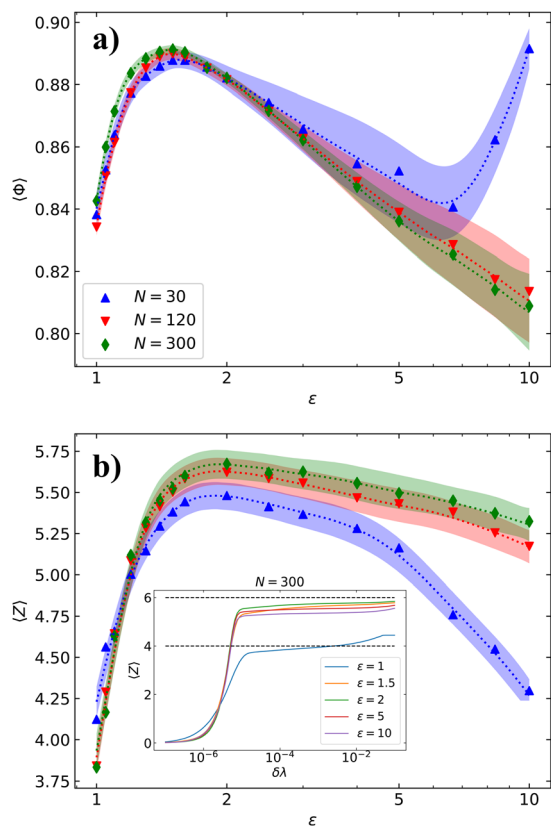 0.90
0.88
0.86
0.84
0.82
0.80
⟨Φ⟩
a)
N = 30
N = 120
N = 300
1
2
5
10
ε
5.75
5.50
5.25
5.00
4.75
4.50
4.25
4.00
3.75
⟨Z⟩
b)
N = 300
6
4
2
0
⟨Z⟩
ε = 1
ε = 1.5
ε = 2
ε = 5
ε = 10
10⁻⁶
10⁻⁴
10⁻²
δλ
1
2
5
10
ε